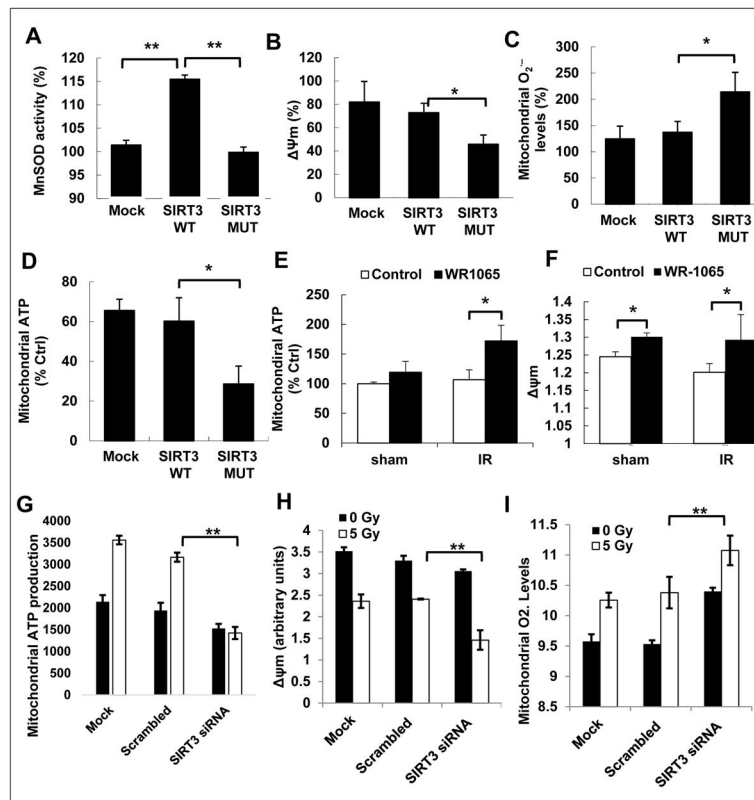 A
MnSOD activity (%)
120
115
110
105
100
95
90
**
**
Mock
SIRT3 WT
SIRT3 MUT
B
ΔΨm (%)
120
100
80
60
40
20
0
*
Mock
SIRT3 WT
SIRT3 MUT
C
Mitochondrial O2.–
levels (%)
300
250
200
150
100
50
0
*
Mock
SIRT3 WT
SIRT3 MUT
D
Mitochondrial ATP
(% Ctrl)
80
60
40
20
0
*
Mock
SIRT3 WT
SIRT3 MUT
E
Control WR1065
Mitochondirial ATP
(% Ctrl)
250
200
150
100
50
0
*
sham IR
F
Control WR-1065
Δψm
1.4
1.35
1.3
1.25
1.2
1.15
1.1
1.05
1
*
*
sham IR
G
Mitochondrial ATP production
4000
3500
3000
2500
2000
1500
1000
500
0
0 Gy
5 Gy
**
Mock
Scrambled
SIRT3 siRNA
H
Δψm (arbitrary units)
4
3.5
3
2.5
2
1.5
1
0.5
0
0 Gy
5 Gy
**
Mock
Scrambled
SIRT3 siRNA
I
Mitochondrial O2. Levels
11.5
11
10.5
10
9.5
9
8.5
0 Gy
5 Gy
**
Mock
Scrambled
SIRT3 siRNA